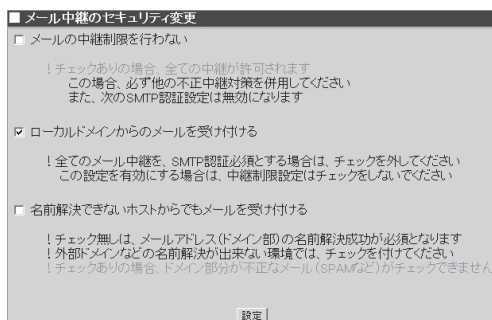 ■ メール中継のセキュリティ変更
メールの中継制限を行わない
！チェックありの場合、全ての中継が許可されます
この場合、必ず他の不正中継対策を併用してください
また、次のSMTP認証設定は無効になります
ローカルドメインからのメールを受け付ける
！全てのメール中継を、SMTP認証必須とする場合は、チェックを外してください
この設定を有効にする場合は、中継制限設定はチェックをしないでください
名前解決できないホストからでもメールを受け付ける
！チェック無しは、メールアドレス(ドメイン部)の名前解決成功が必須となります
！外部ドメインなどの名前解決が出来ない環境では、チェックを付けてください
！チェックありの場合、ドメイン部分が不正なメール(SPAMなど)がチェックできません
設定